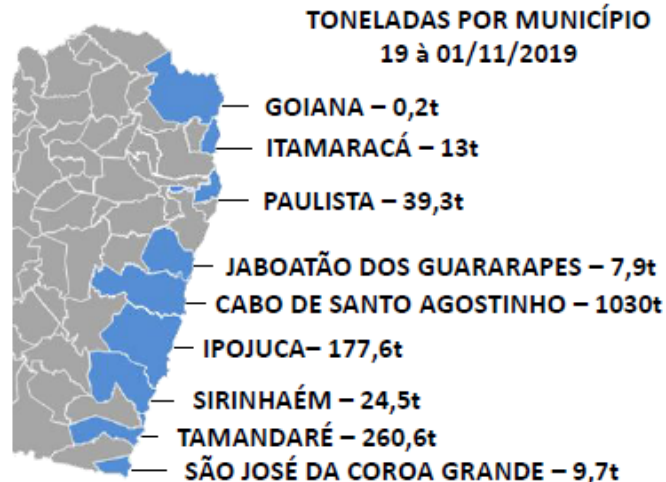 TONELADAS POR MUNICÍPIO
19 à 01/11/2019
GOIANA – 0,2t
ITAMARACÁ – 13t
PAULISTA – 39,3t
JABOATÃO DOS GUARARAPES – 7,9t
CABO DE SANTO AGOSTINHO – 1030t
IPOJUCA– 177,6t
SIRINHAÉM – 24,5t
TAMANDARÉ – 260,6t
SÃO JOSÉ DA COROA GRANDE – 9,7t